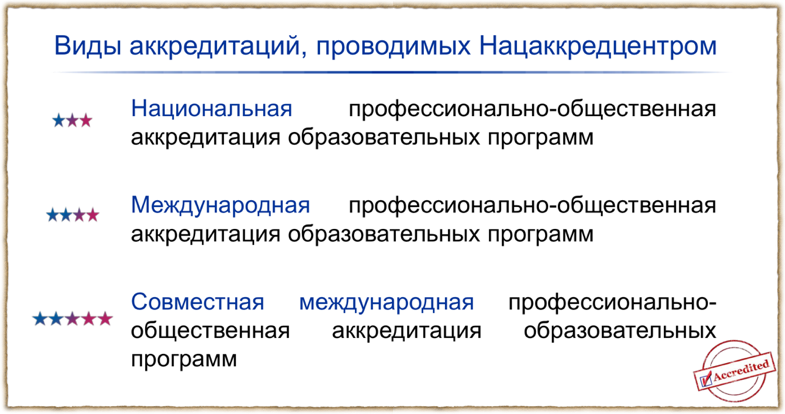 Виды аккредитаций, проводимых Нацаккредцентром
Национальная профессионально-общественная
аккредитация образовательных программ
Международная профессионально-общественная
аккредитация образовательных программ
Совместная международная профессионально-
общественная аккредитация образовательных
программ
Accredited